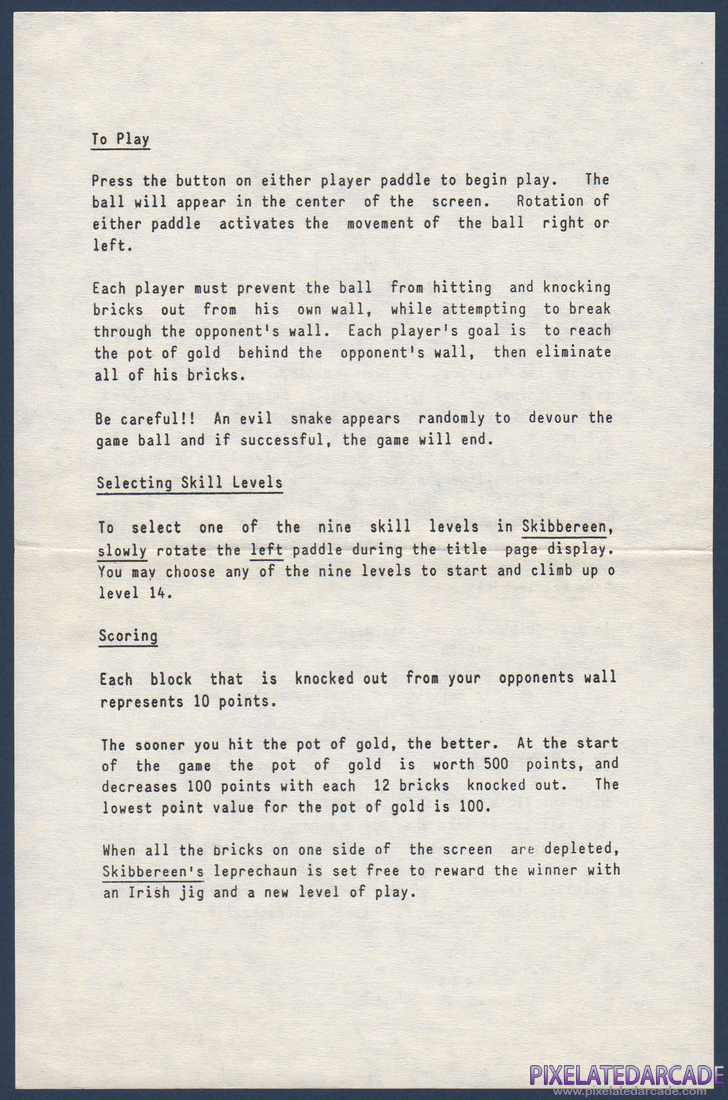 To Play
Press the button on either player paddle to begin play. The
ball will appear in the center of the screen. Rotation of
either paddle activates the movement of the ball right or
left.
Each player must prevent the ball from hitting and knocking
bricks out from his own wall, while attempting to break
through the opponent's wall. Each player's goal is to reach
the pot of gold behind the opponent's wall, then eliminate
all of his bricks.
Be careful!! An evil snake appears randomly to devour the
game ball and if successful, the game will end.
Selecting Skill Levels
To select one of the nine skill levels in Skibbereen,
slowly rotate the left paddle during the title page display.
You may choose any of the nine levels to start and climb up o
level 14.
Scoring
Each block that is knocked out from your opponents wall
represents 10 points.
The sooner you hit the pot of gold, the better. At the start
of the game the pot of gold is worth 500 points, and
decreases 100 points with each 12 bricks knocked out. The
lowest point value for the pot of gold is 100.
When all the bricks on one side of the screen are depleted,
Skibbereen's leprechaun is set free to reward the winner with
an Irish jig and a new level of play.
PIXELATEDARCADE
www.pixelatedarcade.com